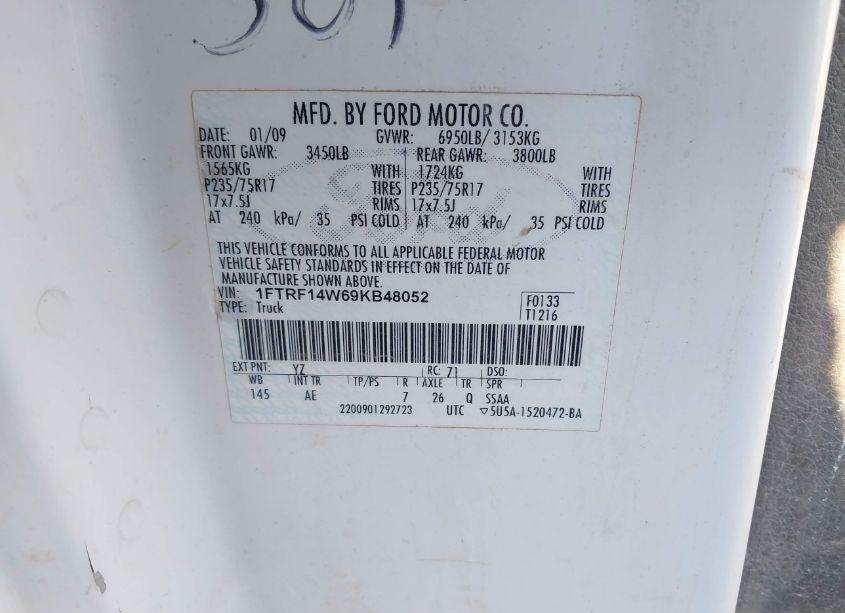 MFD. BY FORD MOTOR CO.
DATE: 01/09 GVWR: 6950LB/ 3153KG
FRONT GAWR: 3450LB REAR GAWR: 3800LB
1565KG WITH 1724KG WITH
P235/75R17 TIRES P235/75R17 TIRES
17x7.5J RIMS 17x7.5J RIMS
AT 240 kPa/ 35 PSI COLD AT 240 kPa/ 35 PSI COLD
THIS VEHICLE CONFORMS TO ALL APPLICABLE FEDERAL MOTOR
VEHICLE SAFETY STANDARDS IN EFFECT ON THE DATE OF
MANUFACTURE SHOWN ABOVE.
VIN: 1FTRF14W69KB48052 F0133
TYPE: Truck T1216
EXT PNT: YZ RC: 71 DSO:
WB INT TR TP/PS R AXLE TR SPR
145 AE 7 26 Q SSAA
2200901292723 UTC ▽5U5A-1520472-BA